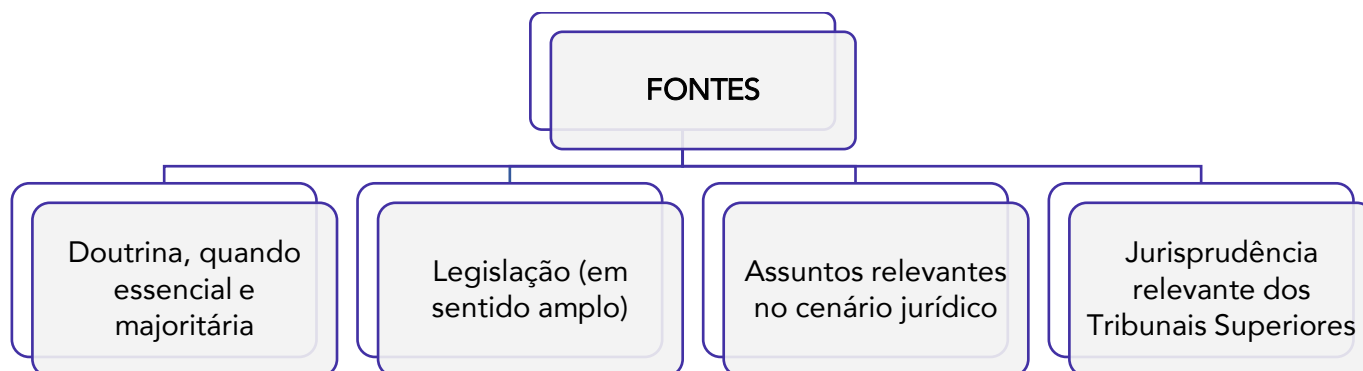 FONTES
Doutrina, quando
essencial e
majoritária
Legislação (em
sentido amplo)
Assuntos relevantes
no cenário jurídico
Jurisprudência
relevante dos
Tribunais Superiores